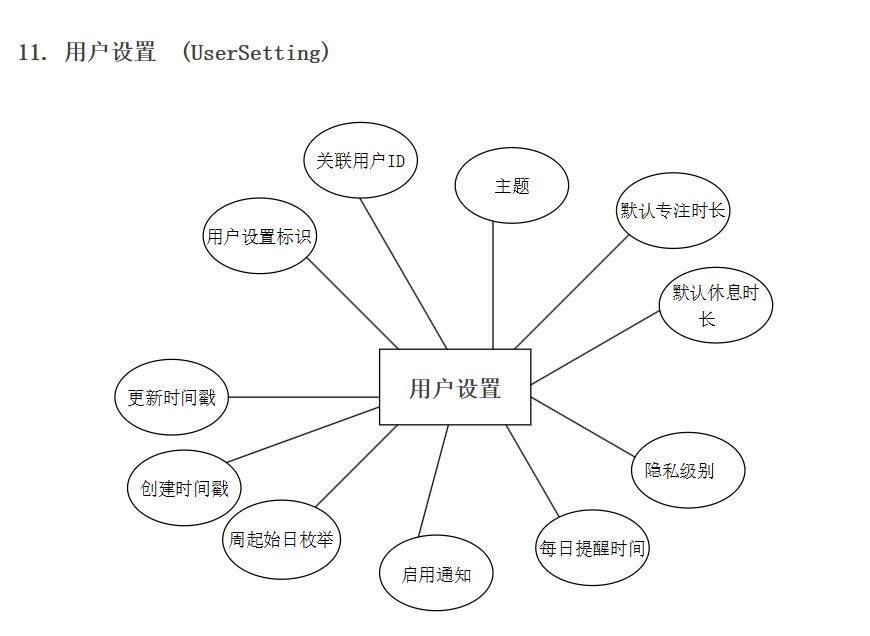 11. 用户设置 (UserSetting)
关联用户ID
主题
默认专注时长
用户设置标识
默认休息时
长
用户设置
更新时间戳
隐私级别
创建时间戳
周起始日枚举
每日提醒时间
启用通知